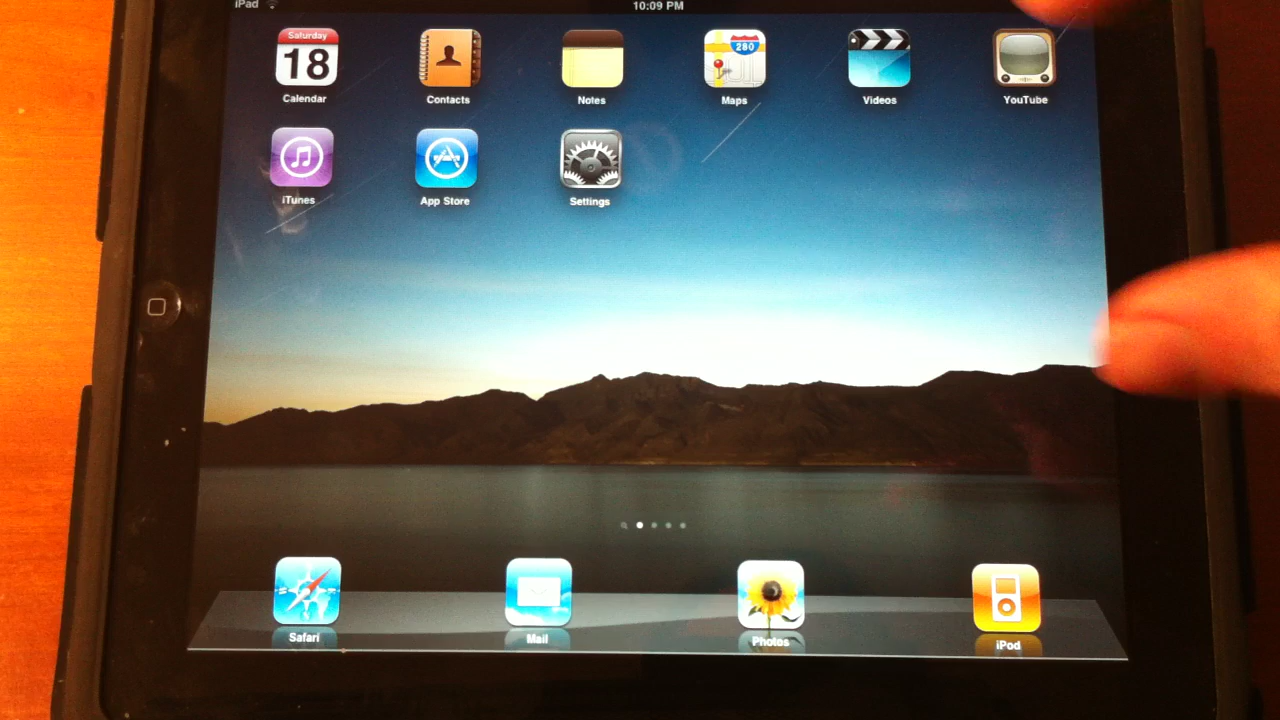 iPad 10:09 PM
Saturday
18 280
Calendar Contacts Notes Maps Videos YouTube
iTunes App Store Settings
Safari Mail Photos iPod